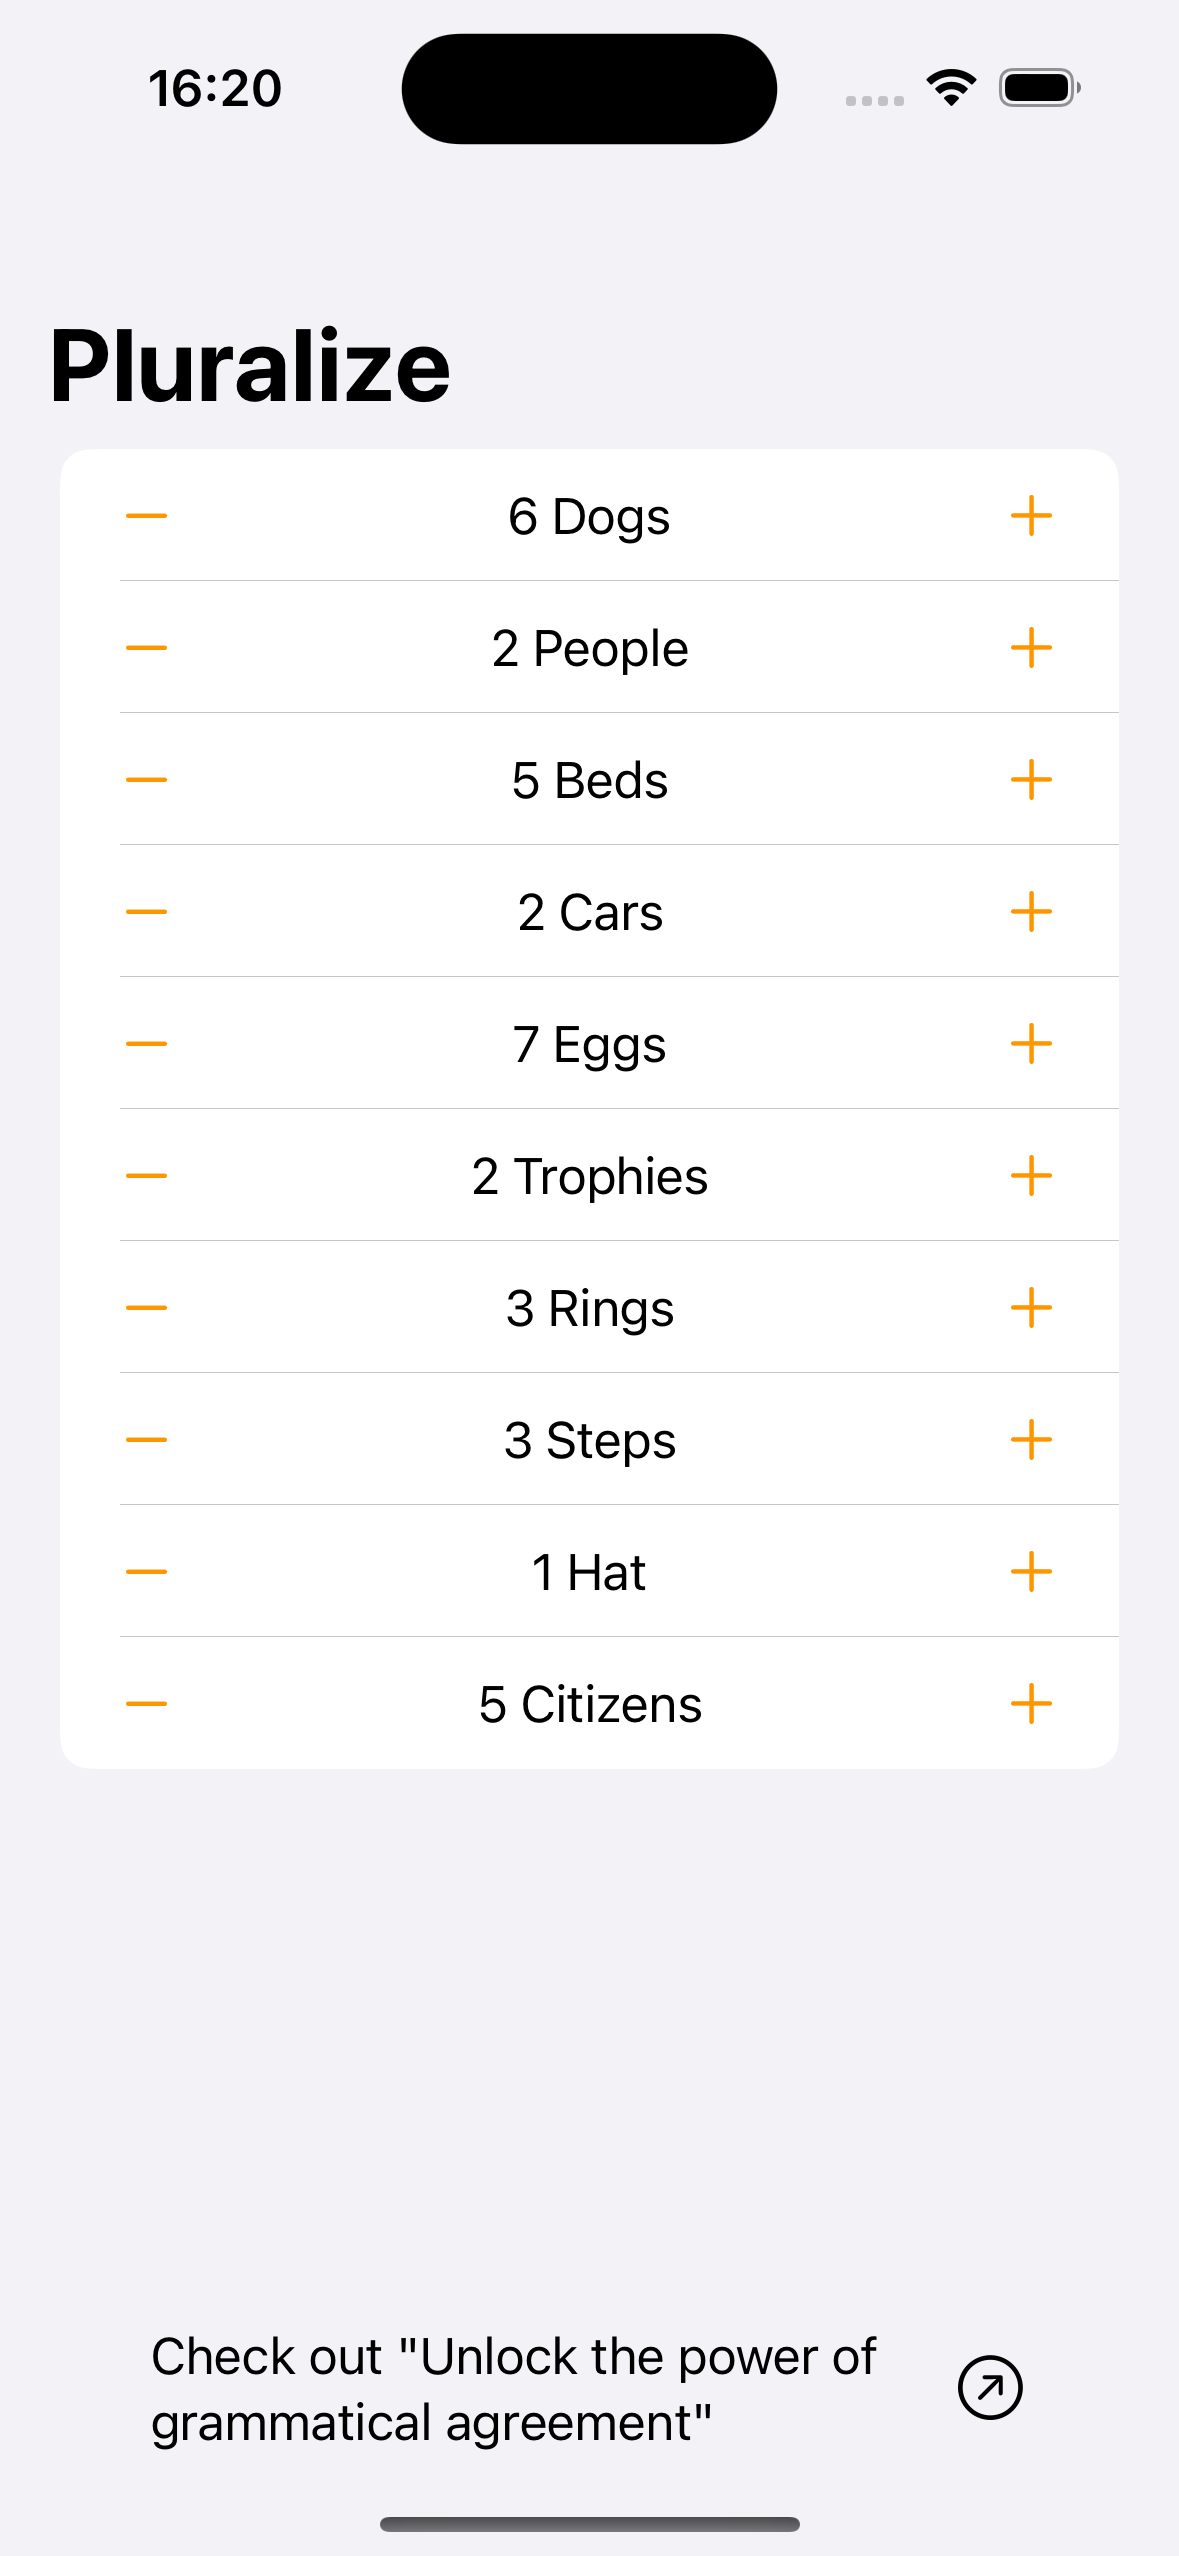 16:20
Pluralize
6 Dogs
2 People
5 Beds
2 Cars
7 Eggs
2 Trophies
3 Rings
3 Steps
1 Hat
5 Citizens
Check out "Unlock the power of
grammatical agreement"